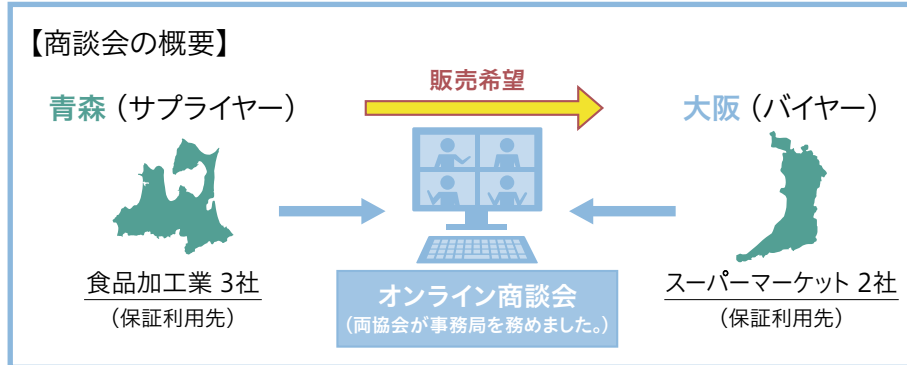 【商談会の概要】
販売希望
青森（サプライヤー）
大阪（バイヤー）
食品加工業 3社
（保証利用先）
オンライン商談会
（両協会が事務局を務めました。）
スーパーマーケット 2社
（保証利用先）